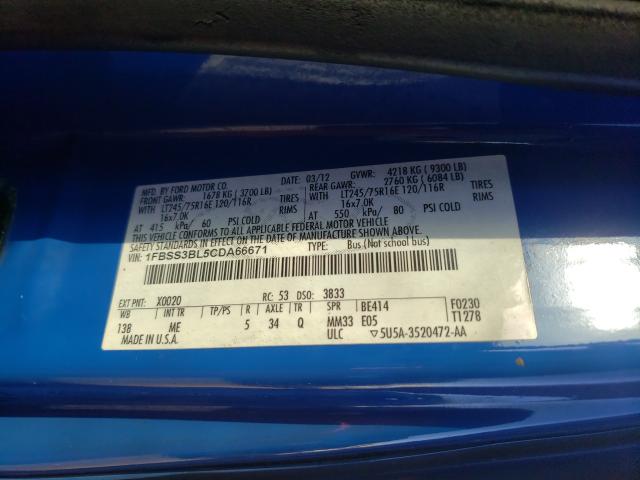 MFD. BY FORD MOTOR CO.
03/12 GVWR: 4218 KG ( 9300 LB)
FRONT GAWR: 1678 KG ( 3700 LB) REAR GAWR: 2760 KG ( 6084 LB)
WITH LT245/75R16E 120/116R TIRES WITH LT245/75R16E 120/116R TIRES
16x7.0K RIMS 16x7.0K RIMS
AT 415 kPa/ 60 PSI COLD AT 550 kPa/ 80 PSI COLD
THIS VEHICLE CONFORMS TO ALL APPLICABLE FEDERAL MOTOR VEHICLE
SAFETY STANDARDS IN EFFECT ON THE DATE OF MANUFACTURE SHOWN ABOVE.
VIN: 1FBSS3BL5CDA66671 TYPE: Bus (Not school bus)
EXT PNT: X0020 RC: 53 DSO: 3833 F0230
WB INT TR TP/PS R AXLE TR SPR BE414 T1278
138 ME 5 34 Q MM33 E05
MADE IN U.S.A. ULC ▽5U5A-3520472-AA